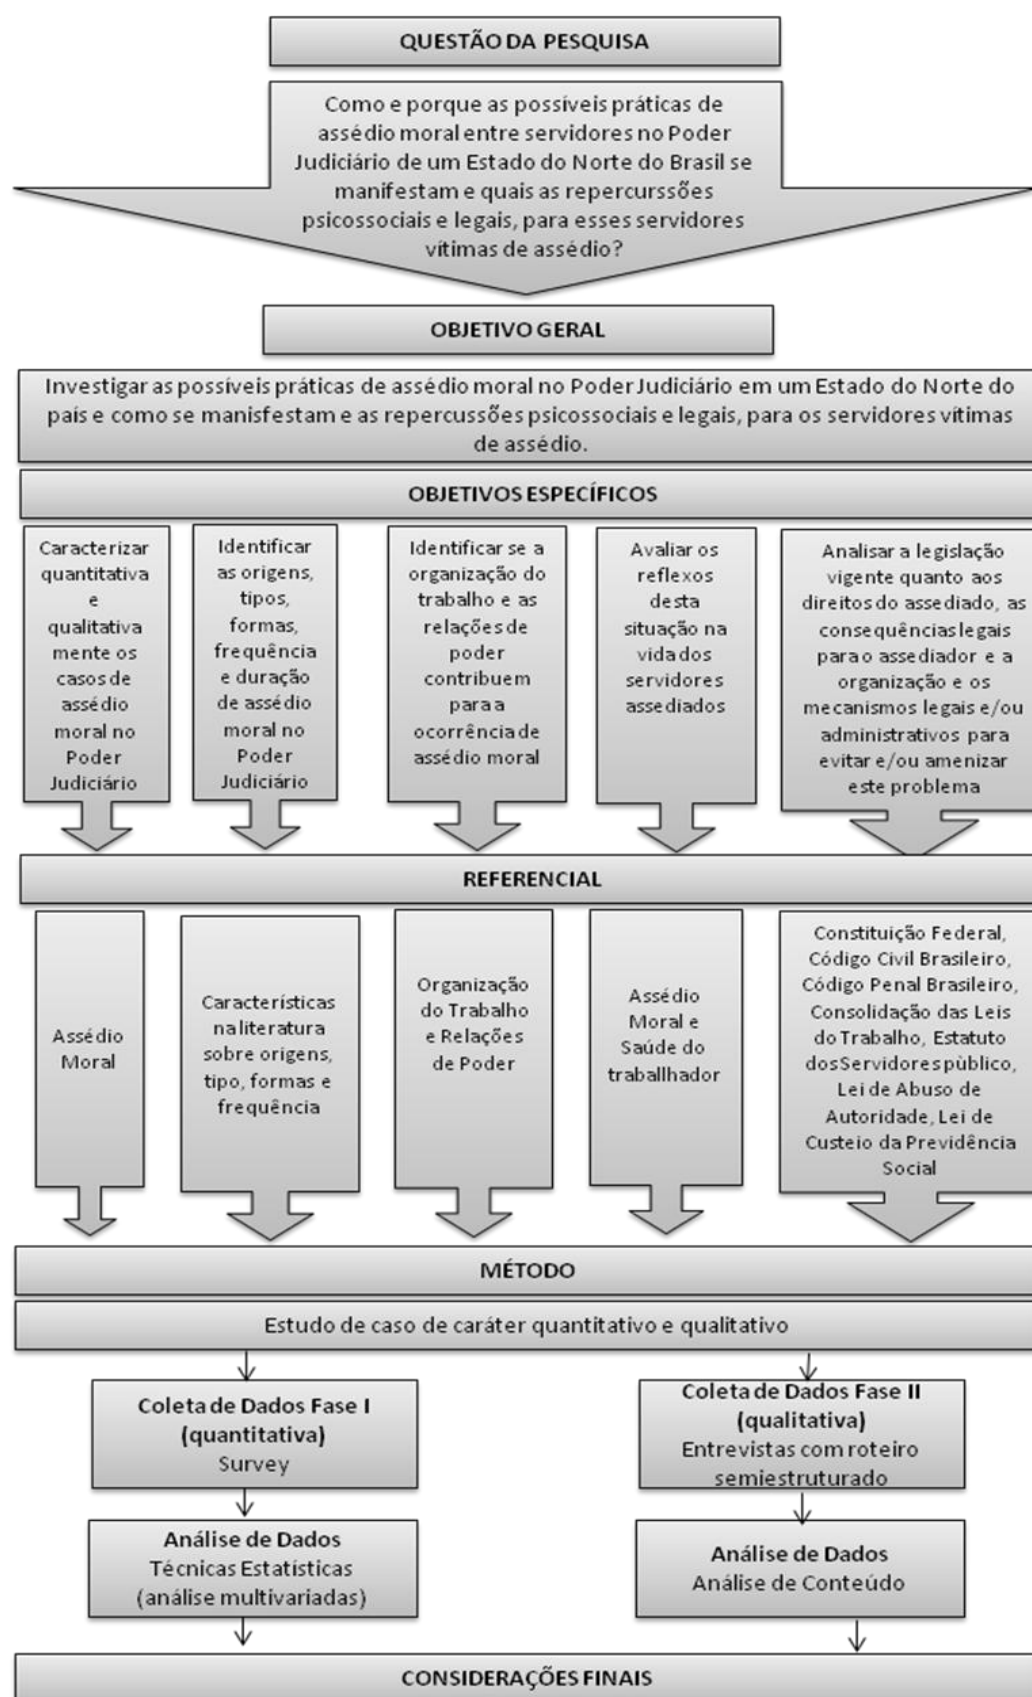 QUESTÃO DA PESQUISA
Como e porque as possíveis práticas de
assédio moral entre servidores no Poder
Judiciário de um Estado do Norte do Brasil se
manifestam e quais as repercurssões
psicossociais e legais, para esses servidores
vítimas de assédio?
OBJETIVO GERAL
Investigar as possíveis práticas de assédio moral no Poder Judiciário em um Estado do Norte do
país e como se manisfestam e as repercussões psicossociais e legais, para os servidores vítimas
de assédio.
OBJETIVOS ESPECÍFICOS
Caracterizar
quantitativa
e
qualitativa
mente os
casos de
assédio
moral no
Poder
Judiciário
Identificar
as origens,
tipos,
formas,
frequência
e duração
de assédio
moral no
Poder
Judiciário
Identificar se a
organização do
trabalho e as
relações de
poder
contribuem
para a
ocorrência de
assédio moral
Avaliar os
reflexos
desta
situação na
vida dos
servidores
assediados
Analisar a legislação
vigente quanto aos
direitos do assediado, as
consequências legais
para o assediador e a
organização e os
mecanismos legais e/ou
administrativos para
evitar e/ou amenizar
este problema
REFERENCIAL
Assédio
Moral
Características
na literatura
sobre origens,
tipo, formas e
frequência
Organização
do Trabalho
e Relações
de Poder
Assédio
Moral e
Saúde do
traballhador
Constituição Federal,
Código Civil Brasileiro,
Código Penal Brasileiro,
Consolidação das Leis
do Trabalho, Estatuto
dos Servidores pùblico,
Lei de Abuso de
Autoridade, Lei de
Custeio da Previdência
Social
MÉTODO
Estudo de caso de caráter quantitativo e qualitativo
Coleta de Dados Fase I
(quantitativa)
Survey
Análise de Dados
Técnicas Estatísticas
(análise multivariadas)
Coleta de Dados Fase II
(qualitativa)
Entrevistas com roteiro
semiestruturado
Análise de Dados
Análise de Conteúdo
CONSIDERAÇÕES FINAIS